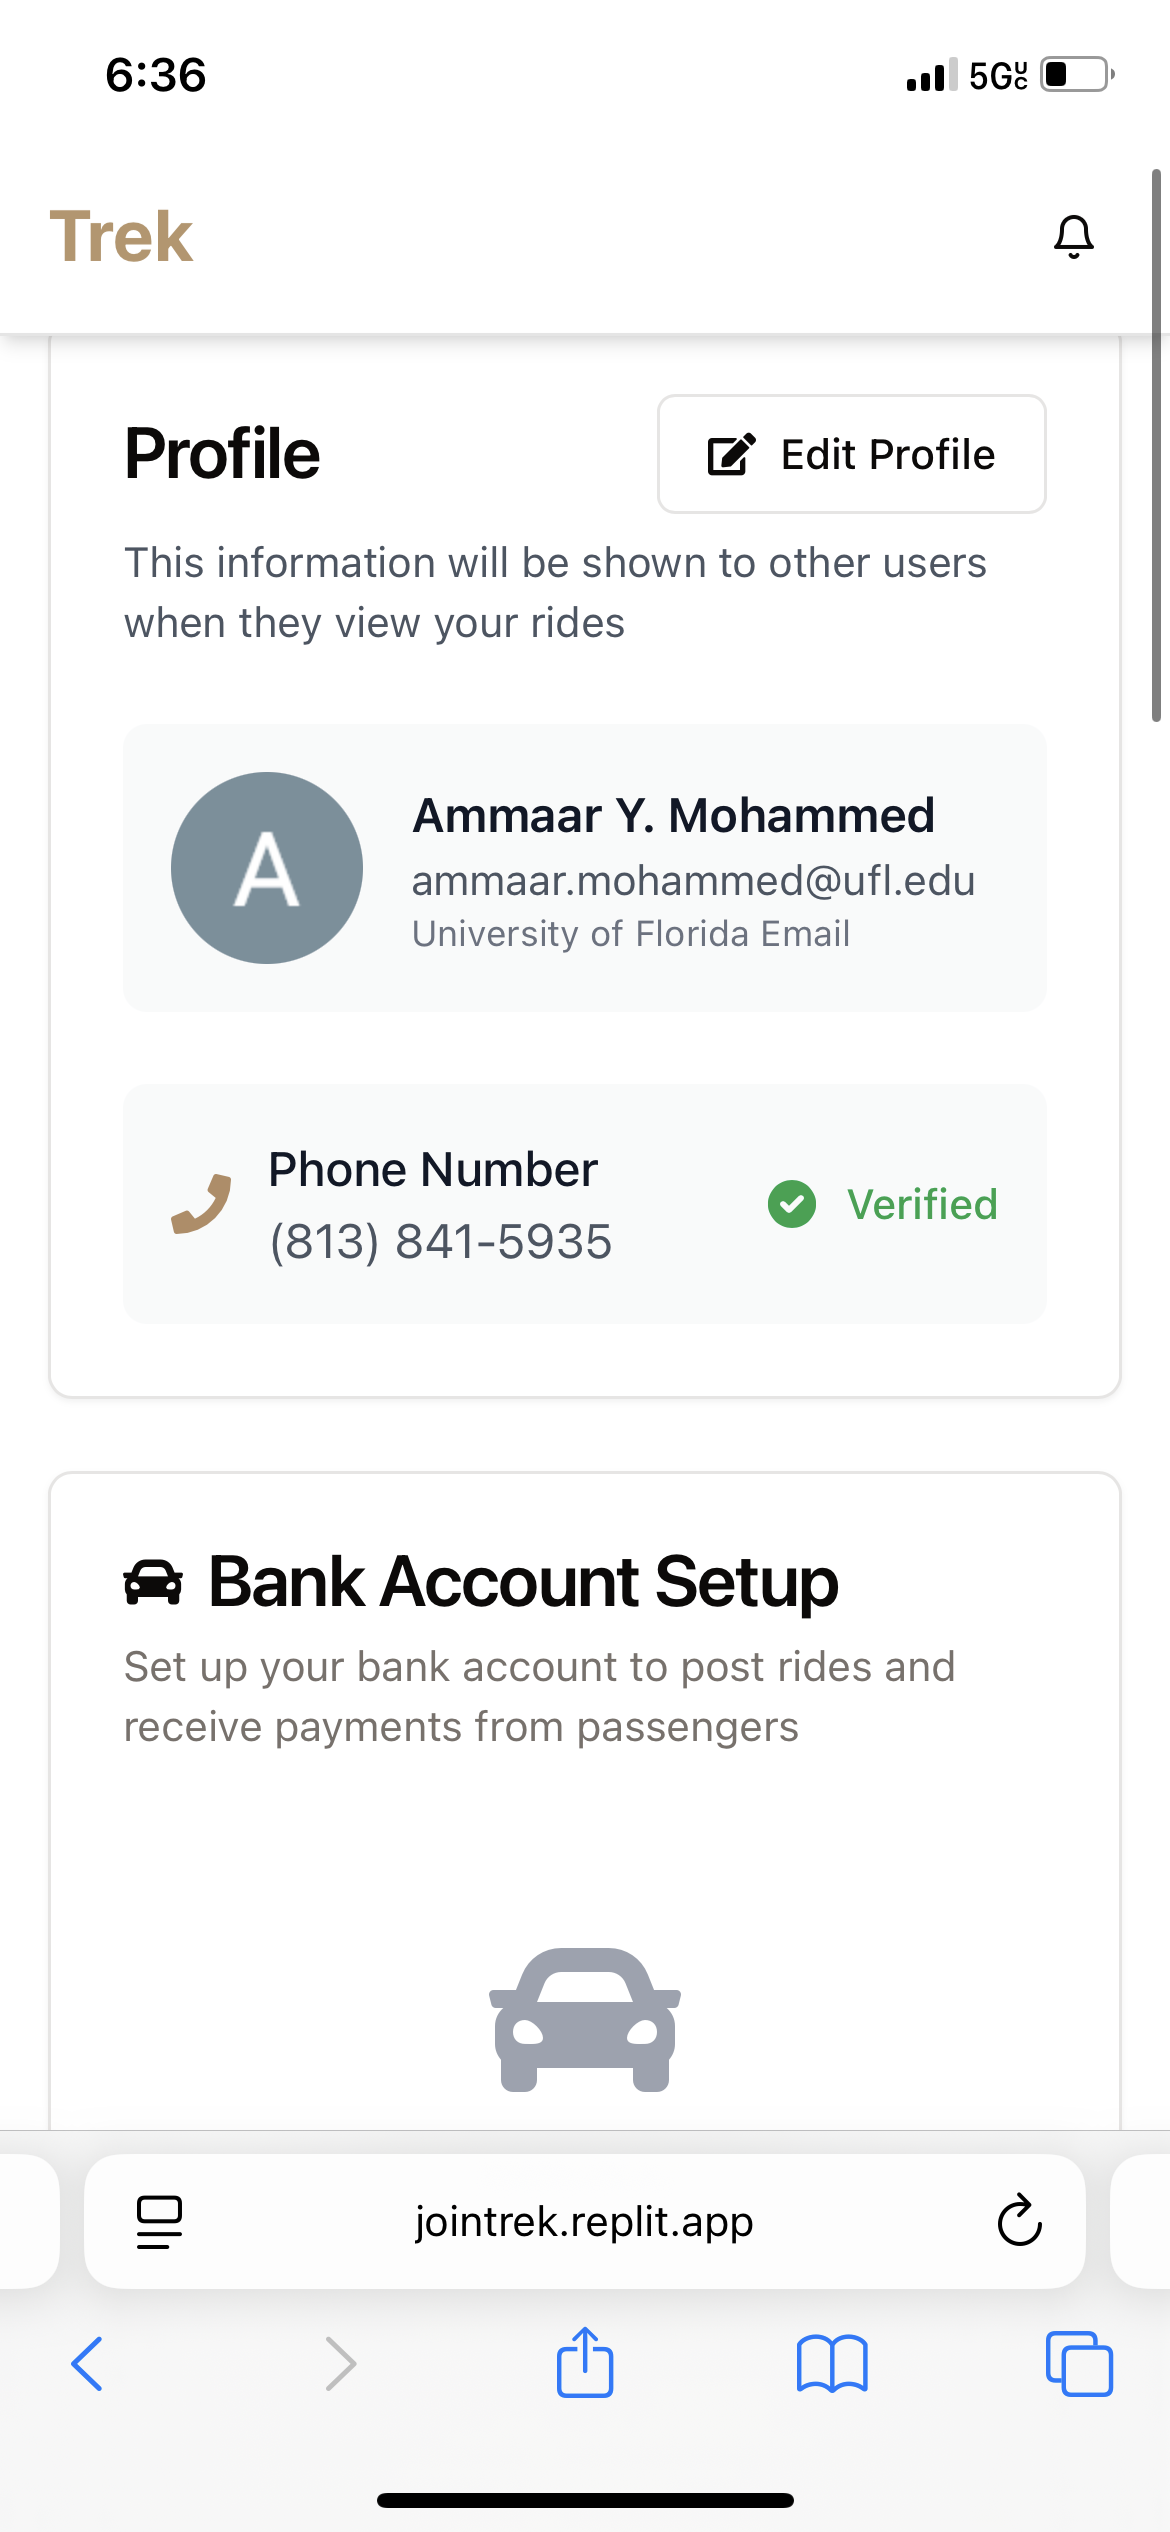 6:36
5GUC
Trek
Profile
Edit Profile
This information will be shown to other users
when they view your rides
A
Ammaar Y. Mohammed
ammaar.mohammed@ufl.edu
University of Florida Email
Phone Number
(813) 841-5935
Verified
Bank Account Setup
Set up your bank account to post rides and
receive payments from passengers
jointrek.replit.app